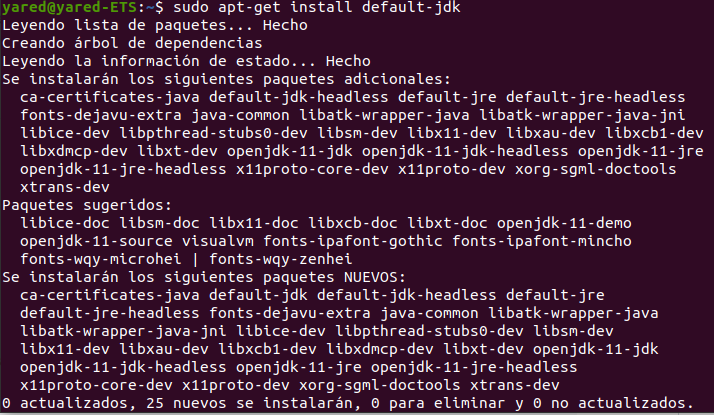 yared@yared-ETS:~$ sudo apt-get install default-jdk
Leyendo lista de paquetes... Hecho
Creando árbol de dependencias
Leyendo la información de estado... Hecho
Se instalarán los siguientes paquetes adicionales:
  ca-certificates-java default-jdk-headless default-jre default-jre-headless
  fonts-dejavu-extra java-common libatk-wrapper-java libatk-wrapper-java-jni
  libice-dev libpthread-stubs0-dev libsm-dev libx11-dev libxau-dev libxcb1-dev
  libxdmcp-dev libxt-dev openjdk-11-jdk openjdk-11-jdk-headless openjdk-11-jre
  openjdk-11-jre-headless x11proto-core-dev x11proto-dev xorg-sgml-doctools
  xtrans-dev
Paquetes sugeridos:
  libice-doc libsm-doc libx11-doc libxcb-doc libxt-doc openjdk-11-demo
  openjdk-11-source visualvm fonts-ipafont-gothic fonts-ipafont-mincho
  fonts-wqy-microhei | fonts-wqy-zenhei
Se instalarán los siguientes paquetes NUEVOS:
  ca-certificates-java default-jdk default-jdk-headless default-jre
  default-jre-headless fonts-dejavu-extra java-common libatk-wrapper-java
  libatk-wrapper-java-jni libice-dev libpthread-stubs0-dev libsm-dev
  libx11-dev libxau-dev libxcb1-dev libxdmcp-dev libxt-dev openjdk-11-jdk
  openjdk-11-jdk-headless openjdk-11-jre openjdk-11-jre-headless
  x11proto-core-dev x11proto-dev xorg-sgml-doctools xtrans-dev
0 actualizados, 25 nuevos se instalarán, 0 para eliminar y 0 no actualizados.